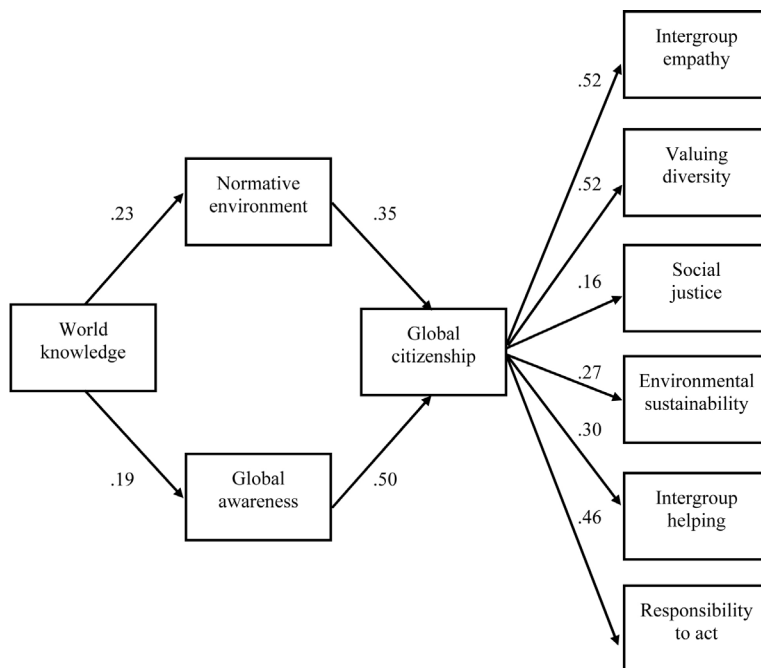 Intergroup
empathy
.52
Valuing
diversity
.52
Normative
environment
.23
.35
Social
justice
.16
World
knowledge
Global
citizenship
.27
Environmental
sustainability
.30
Global
awareness
.19
.50
Intergroup
helping
.46
Responsibility
to act